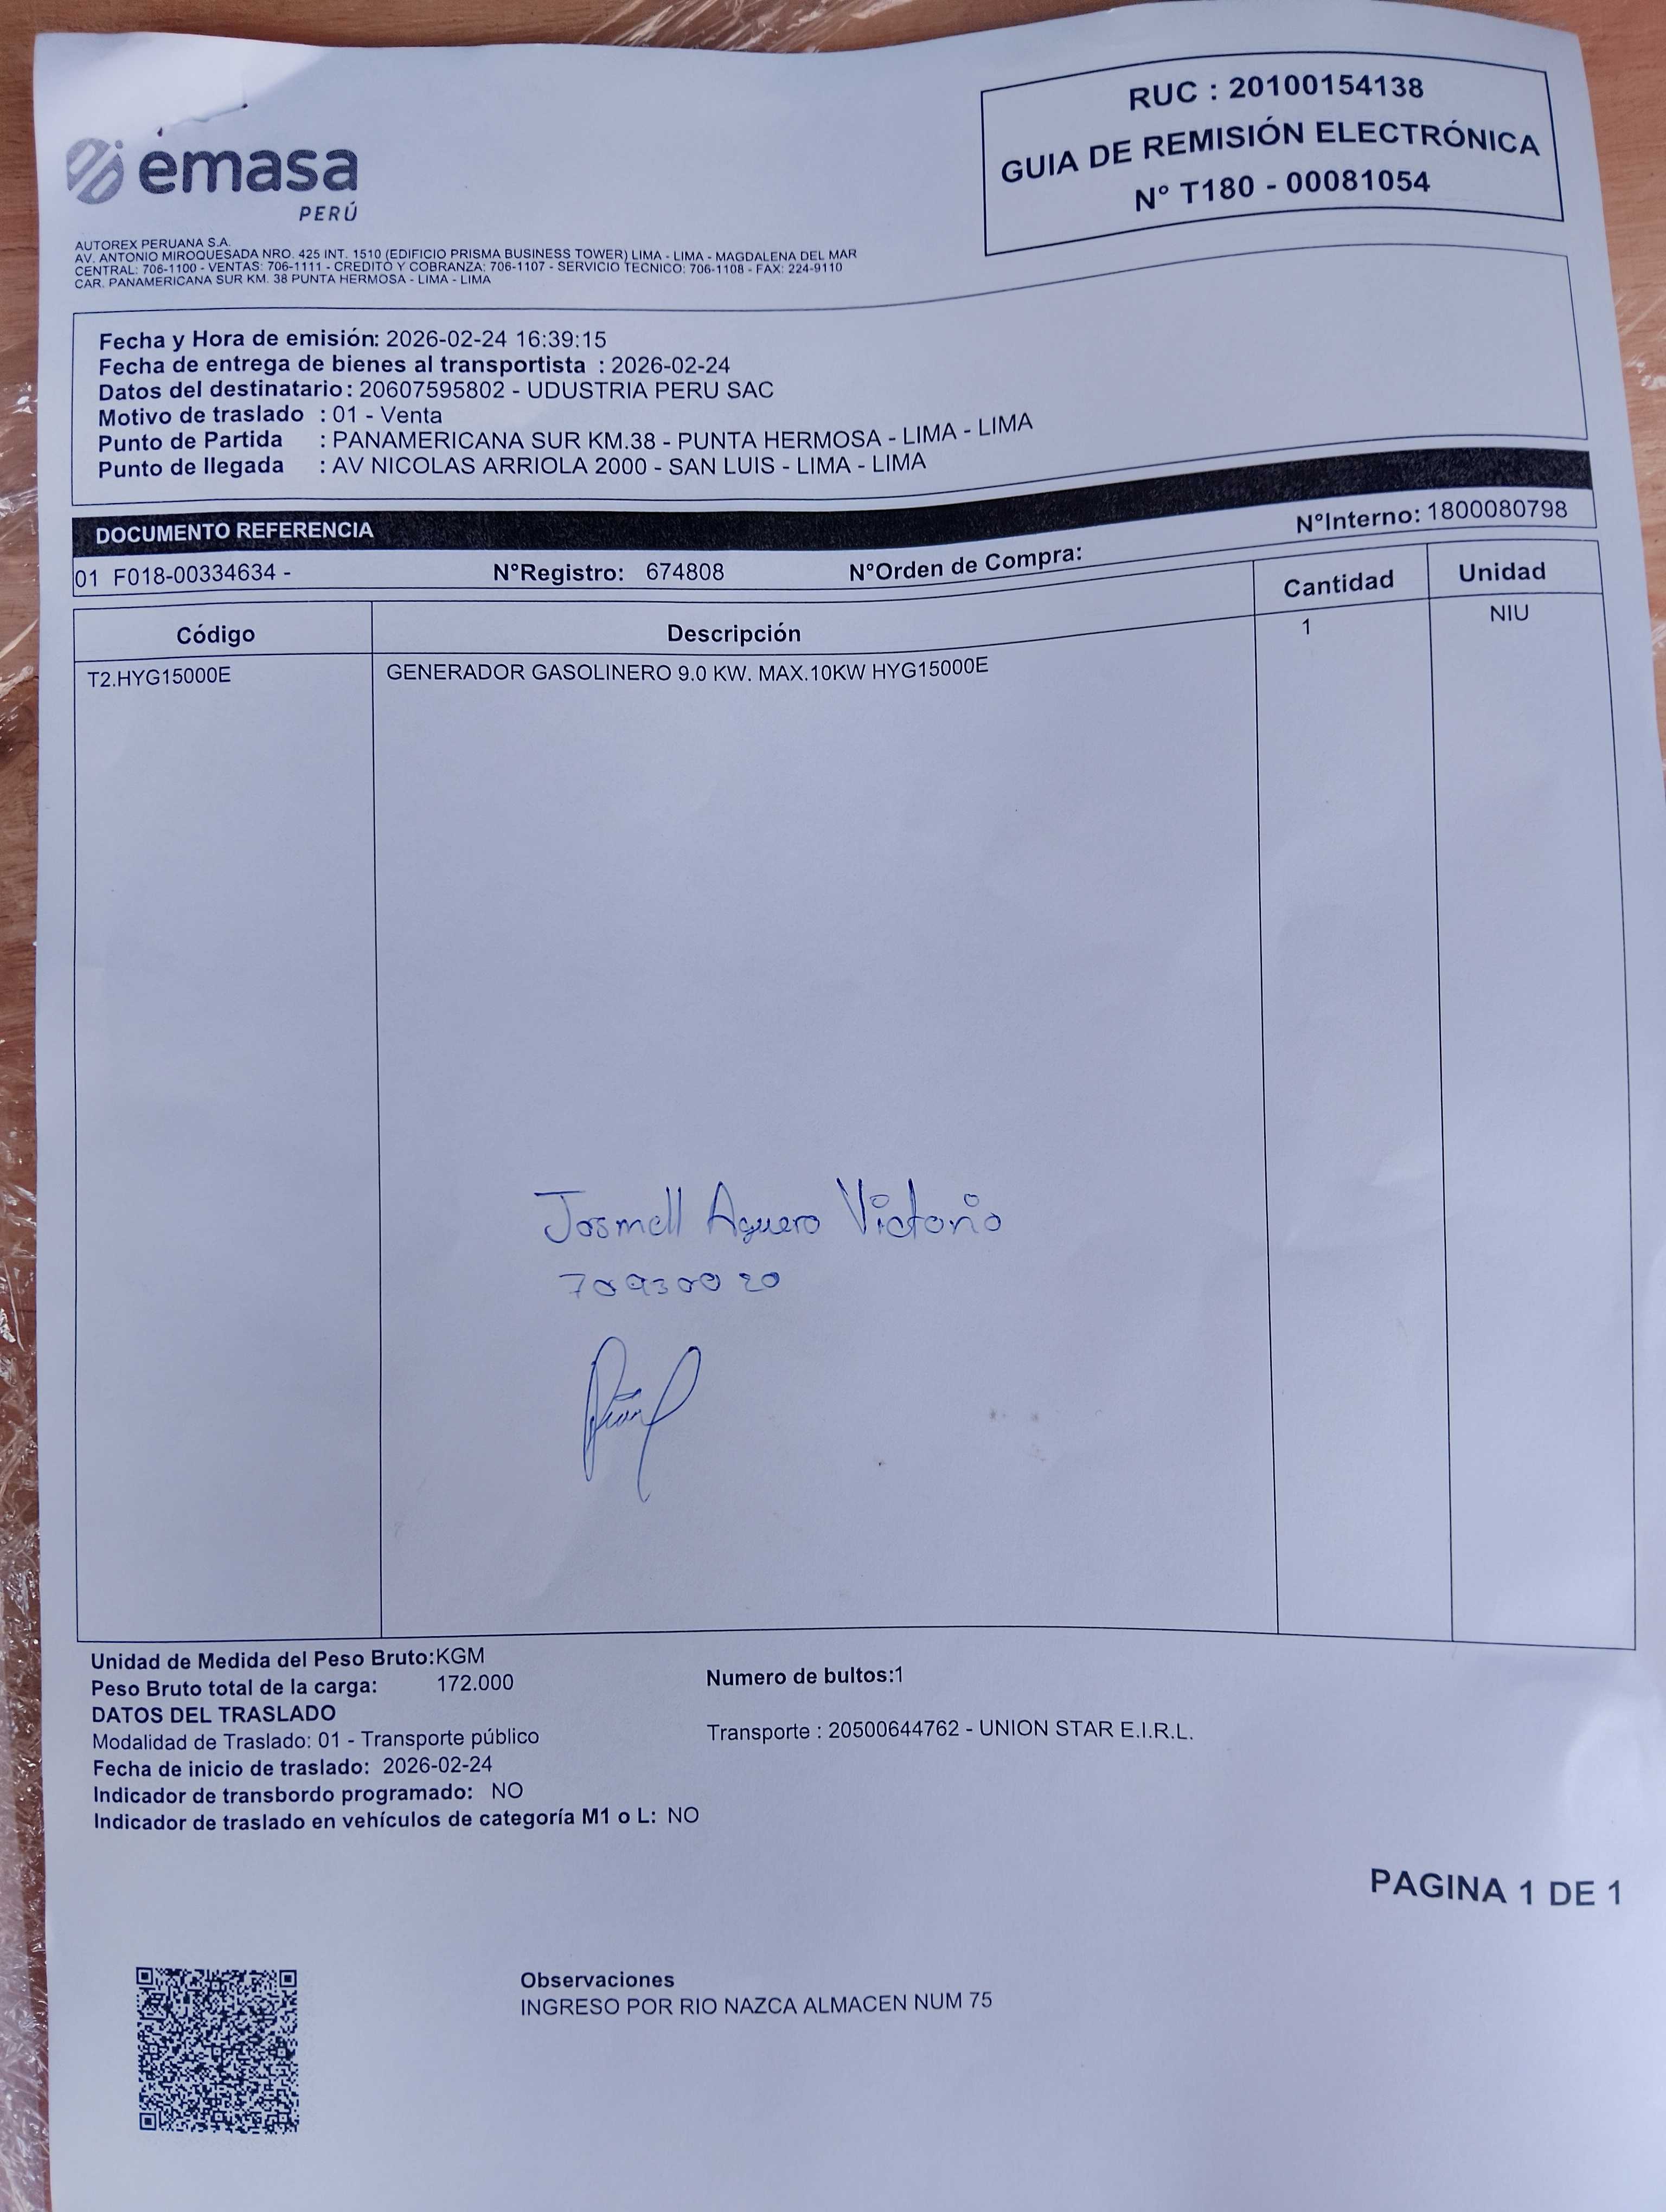 RUC : 20100154138
GUIA DE REMISIÓN ELECTRÓNICA
N° T180 - 00081054
emasa
PERÚ
AUTOREX PERUANA S.A.
AV. ANTONIO MIROQUESADA NRO. 425 INT. 1510 (EDIFICIO PRISMA BUSINESS TOWER) LIMA - LIMA - MAGDALENA DEL MAR
CENTRAL: 706-1100 - VENTAS: 706-1111 - CREDITO Y COBRANZA: 706-1107 - SERVICIO TECNICO: 706-1108 - FAX: 224-9110
CAR. PANAMERICANA SUR KM. 38 PUNTA HERMOSA - LIMA - LIMA
Fecha y Hora de emisión: 2026-02-24 16:39:15
Fecha de entrega de bienes al transportista : 2026-02-24
Datos del destinatario : 20607595802 - UDUSTRIA PERU SAC
Motivo de traslado : 01 - Venta
Punto de Partida : PANAMERICANA SUR KM.38 - PUNTA HERMOSA - LIMA - LIMA
Punto de llegada : AV NICOLAS ARRIOLA 2000 - SAN LUIS - LIMA - LIMA
DOCUMENTO REFERENCIA
01 F018-00334634 - N°Registro: 674808 N°Orden de Compra: N°Interno: 1800080798
Código Descripción Cantidad Unidad
T2.HYG15000E GENERADOR GASOLINERO 9.0 KW. MAX.10KW HYG15000E 1 NIU
Josmell Aguero Victorio
Unidad de Medida del Peso Bruto:KGM
Peso Bruto total de la carga: 172.000 Numero de bultos:1
DATOS DEL TRASLADO
Modalidad de Traslado: 01 - Transporte público Transporte : 20500644762 - UNION STAR E.I.R.L.
Fecha de inicio de traslado: 2026-02-24
Indicador de transbordo programado: NO
Indicador de traslado en vehículos de categoría M1 o L: NO
PAGINA 1 DE 1
Observaciones
INGRESO POR RIO NAZCA ALMACEN NUM 75